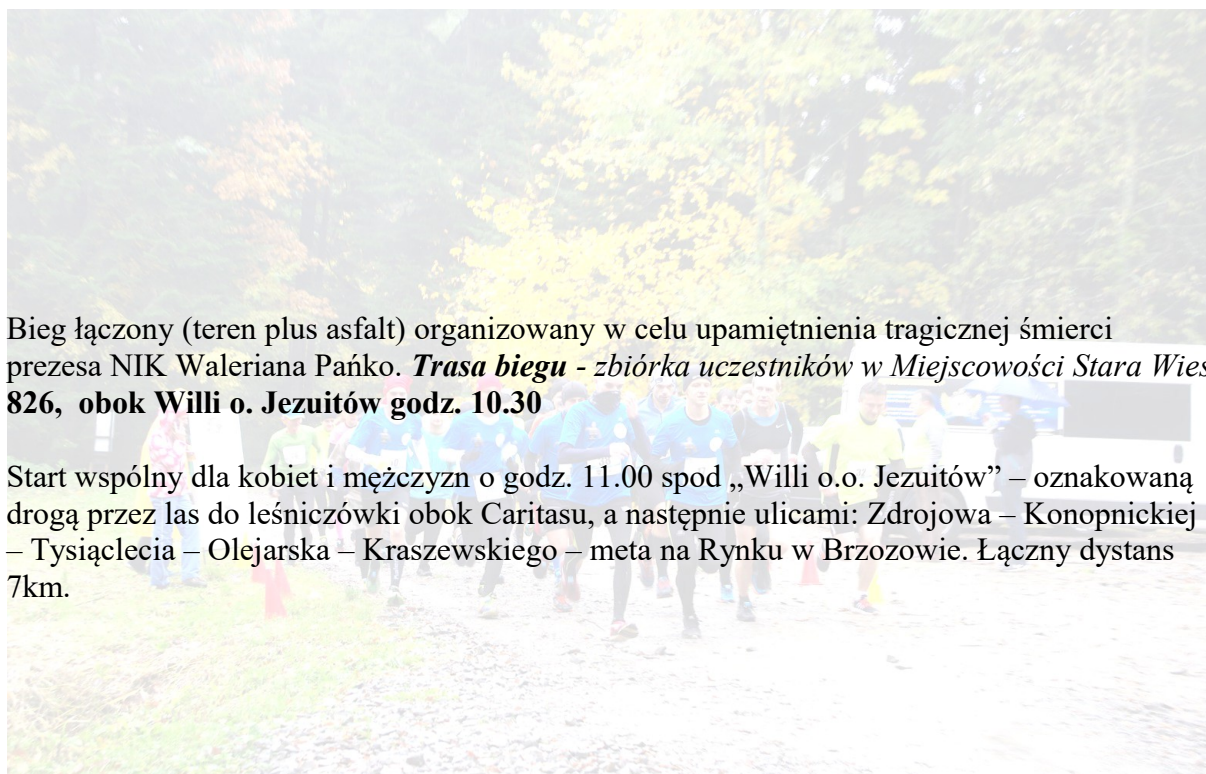 Bieg łączony (teren plus asfalt) organizowany w celu upamiętnienia tragicznej śmierci
prezesa NIK Waleriana Pańko. Trasa biegu - zbiórka uczestników w Miejscowości Stara Wieś
826,  obok Willi o. Jezuitów godz. 10.30
Start wspólny dla kobiet i mężczyzn o godz. 11.00 spod „Willi o.o. Jezuitów” – oznakowaną
drogą przez las do leśniczówki obok Caritasu, a następnie ulicami: Zdrojowa – Konopnickiej
– Tysiąclecia – Olejarska – Kraszewskiego – meta na Rynku w Brzozowie. Łączny dystans
7km.